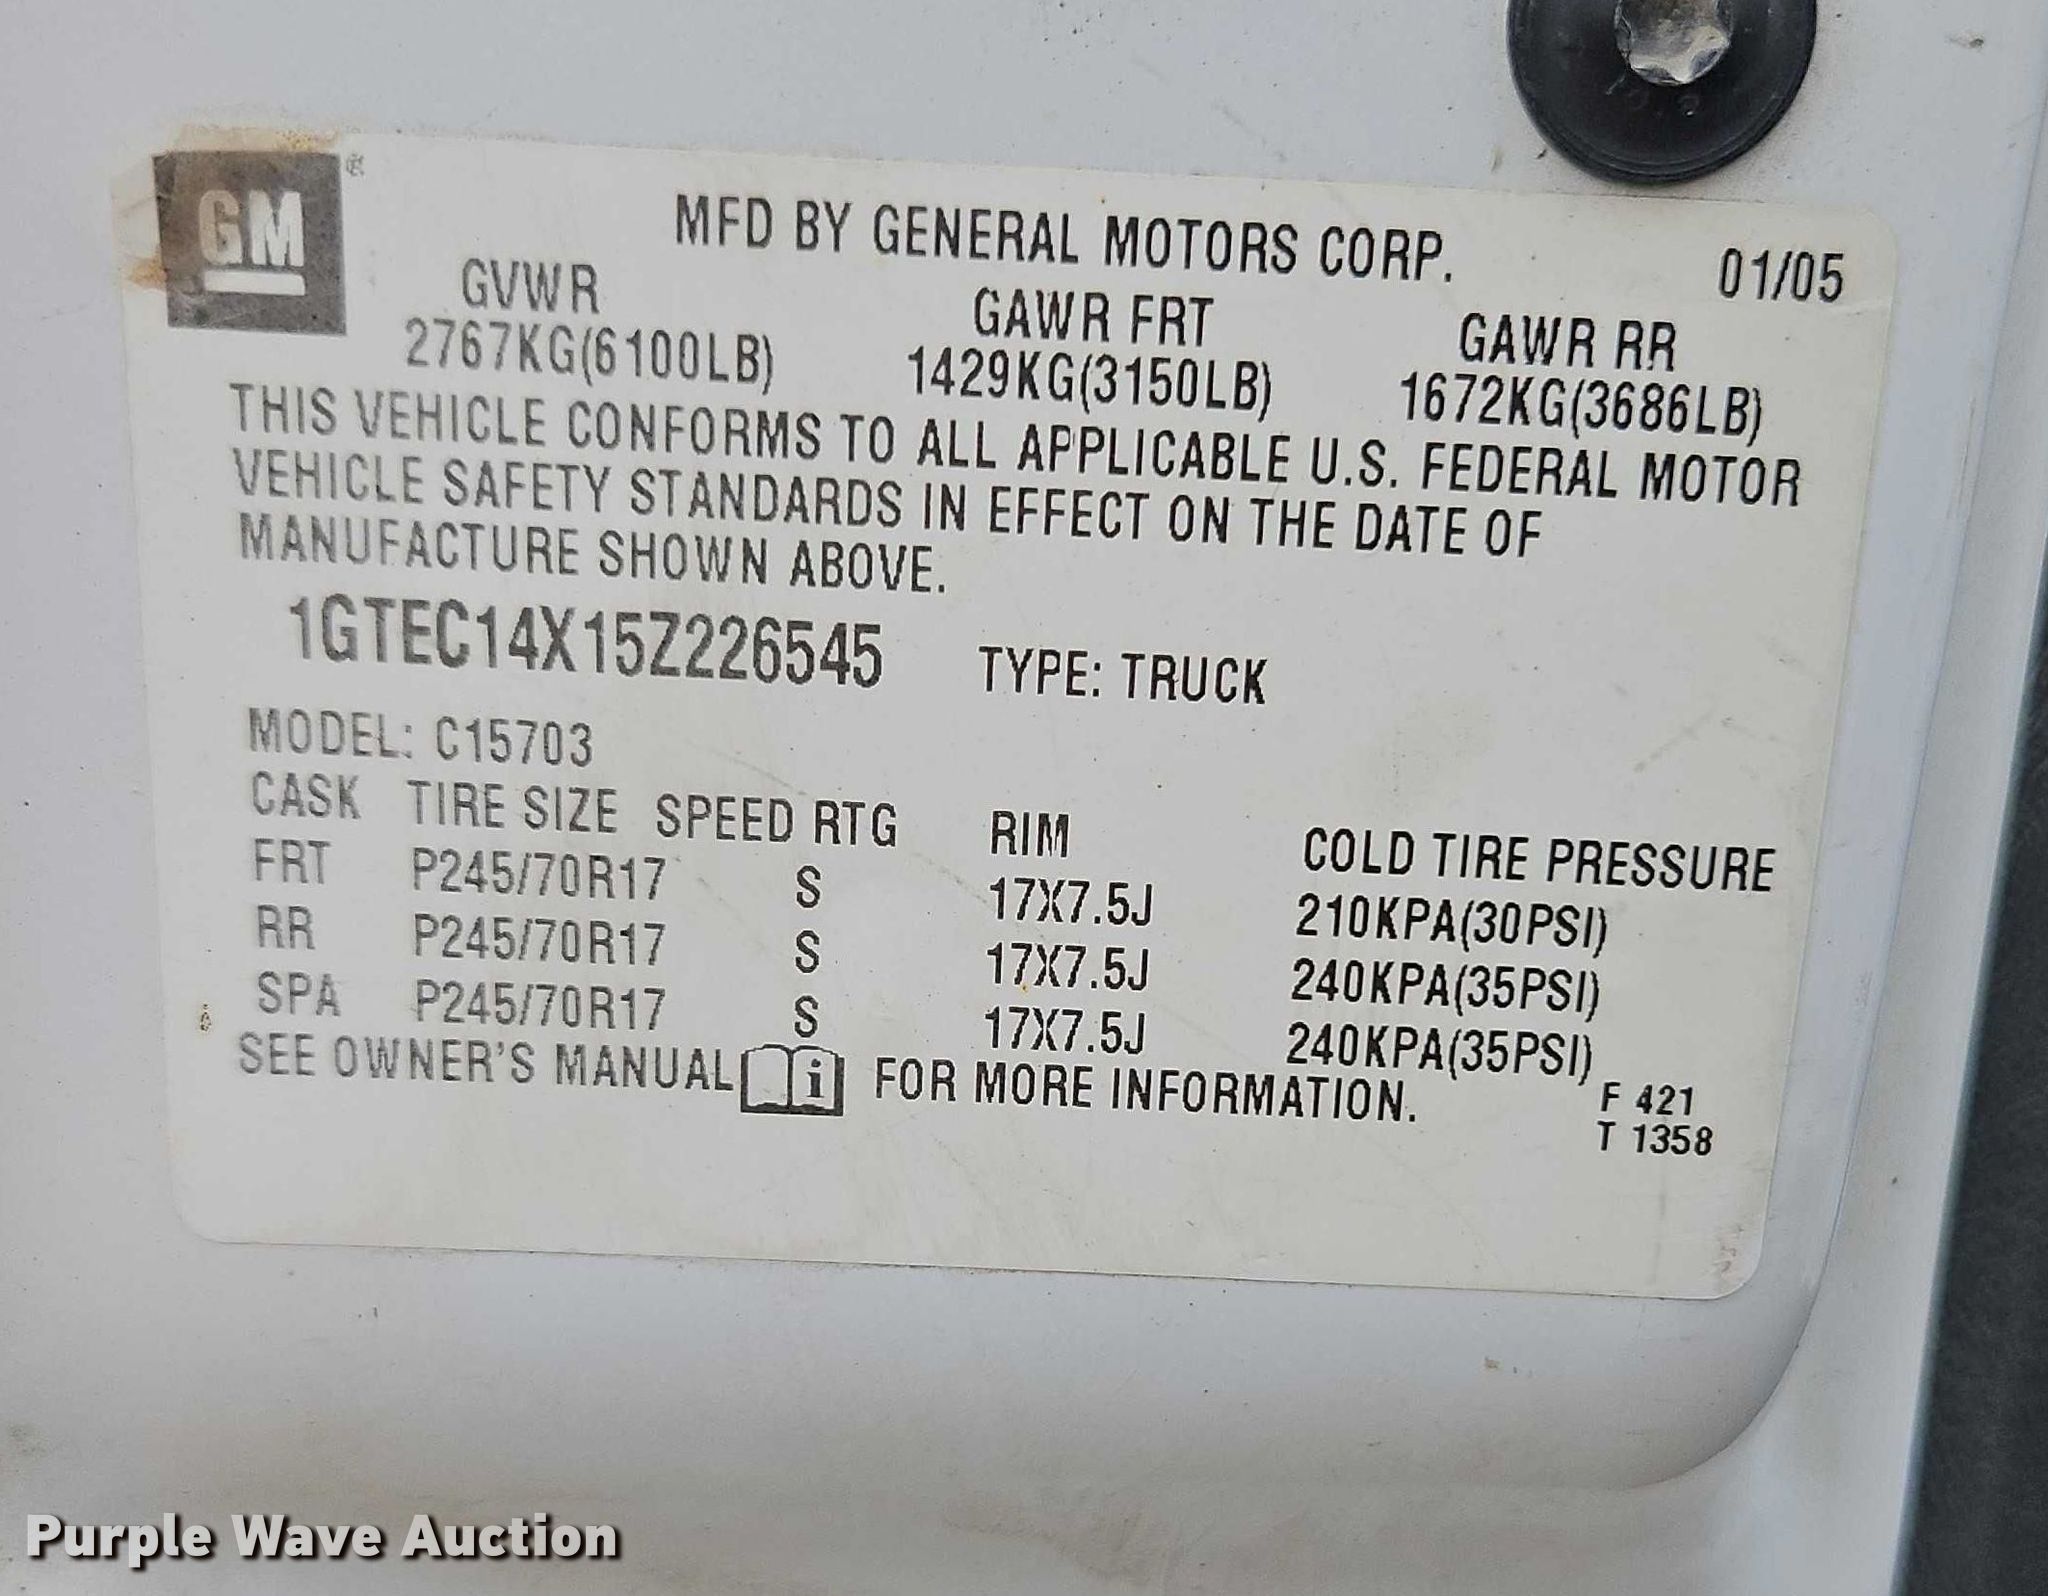 GM
MFD BY GENERAL MOTORS CORP. 01/05
GVWR GAWR FRT GAWR RR
2767KG(6100LB) 1429KG(3150LB) 1672KG(3686LB)
THIS VEHICLE CONFORMS TO ALL APPLICABLE U.S. FEDERAL MOTOR
VEHICLE SAFETY STANDARDS IN EFFECT ON THE DATE OF
MANUFACTURE SHOWN ABOVE.
1GTEC14X15Z226545 TYPE: TRUCK
MODEL: C15703
CASK TIRE SIZE SPEED RTG RIM COLD TIRE PRESSURE
FRT P245/70R17 S 17X7.5J 210KPA(30PSI)
RR P245/70R17 S 17X7.5J 240KPA(35PSI)
SPA P245/70R17 S 17X7.5J 240KPA(35PSI)
SEE OWNER'S MANUAL i FOR MORE INFORMATION.
F 421
T 1358
Purple Wave Auction